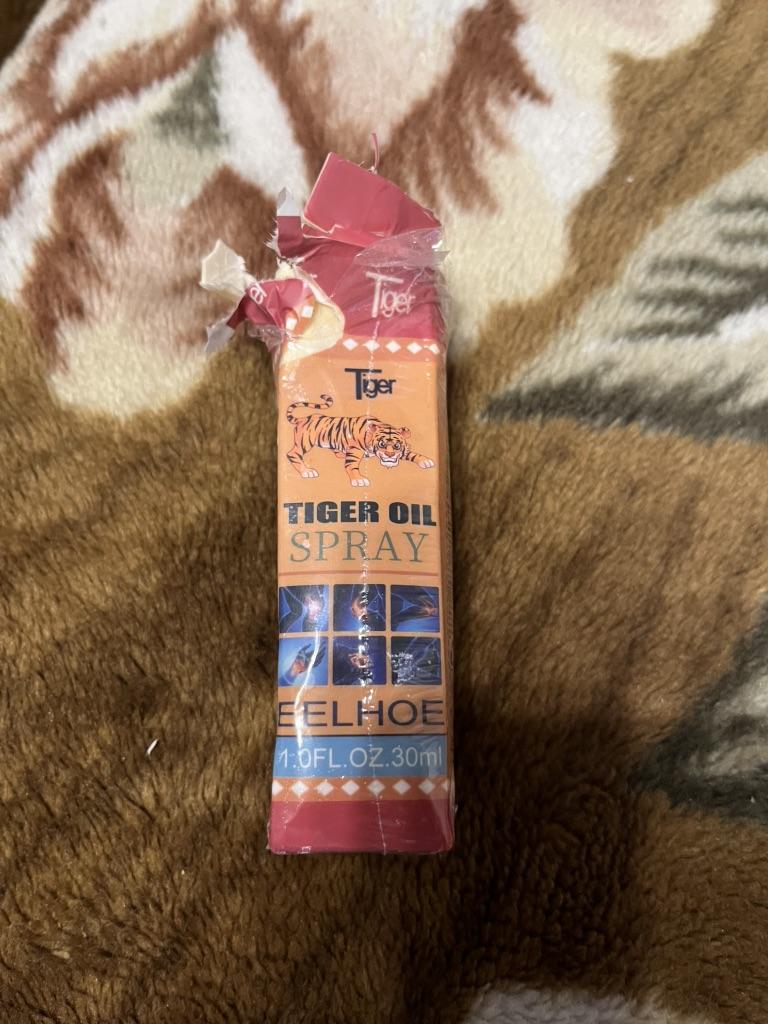 Tiger
Tiger
TIGER OIL
SPRAY
EELHOE
1.0FL.OZ.30ml